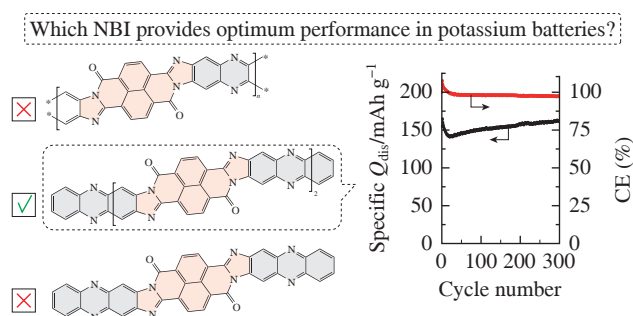 Which NBI provides optimum performance in potassium batteries?
O
N
N
*
*
N
N
N
n
*
*
N
O
N
O
N
N
N
N
2
N
N
O
N
N
O
N
N
N
N
N
O
N
N
N
Specific Qdis/mAh g−1
200
150
100
50
0
0
100
200
300
Cycle number
100
75
50
25
0
CE (%)